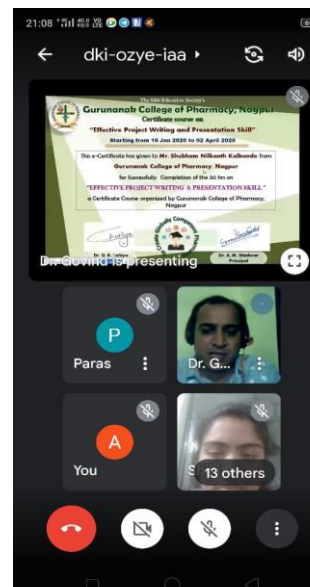 21:08
dki-ozye-iaa
The Sikh Education Society's
Gurunanak College of Pharmacy, Nagpur
Certificate course on
"Effective Project Writing and Presentation Skill"
Starting from 16 Jan 2020 to 02 April 2020
This e-Certificate has given to Mr. Shubham Nilkanth Kalbande from
Gurunanak College of Pharmacy, Nagpur
for Successfully Completion of the 30 hrs on
"EFFECTIVE PROJECT WRITING & PRESENTATION SKILL"
a Certificate Course organized by Gurunanak College of Pharmacy,
Nagpur
Principal
Dr. Govind is presenting
P
Paras
Dr. G...
A
You
S
13 others